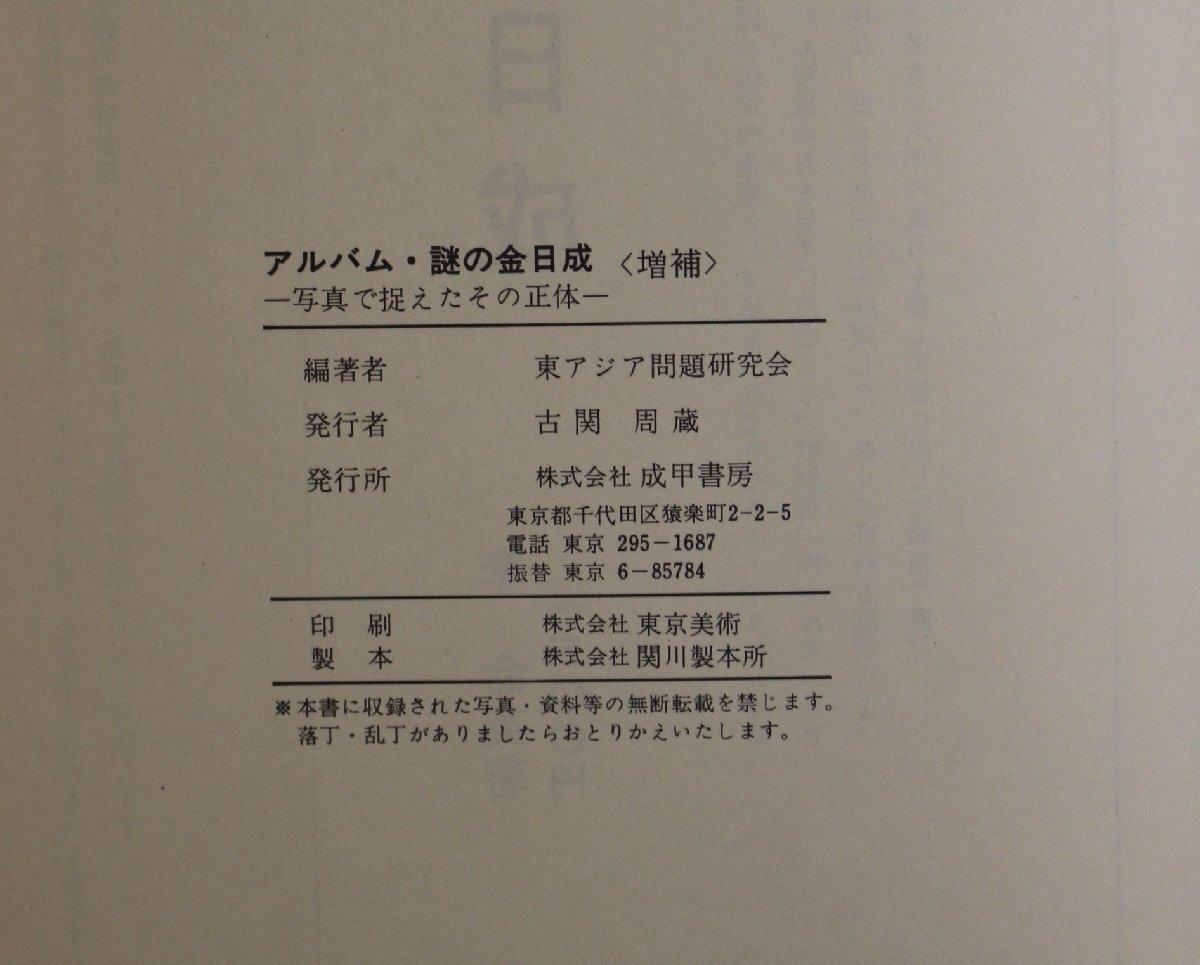 アルバム・謎の金日成 〈増補〉
―写真で捉えたその正体―
編著者 東アジア問題研究会
発行者 古関 周蔵
発行所 株式会社 成甲書房
東京都千代田区猿楽町2-2-5
電話 東京 295-1687
振替 東京 6-85784
印刷 株式会社 東京美術
製本 株式会社 関川製本所
※本書に収録された写真・資料等の無断転載を禁じます。
落丁・乱丁がありましたらおとりかえいたします。